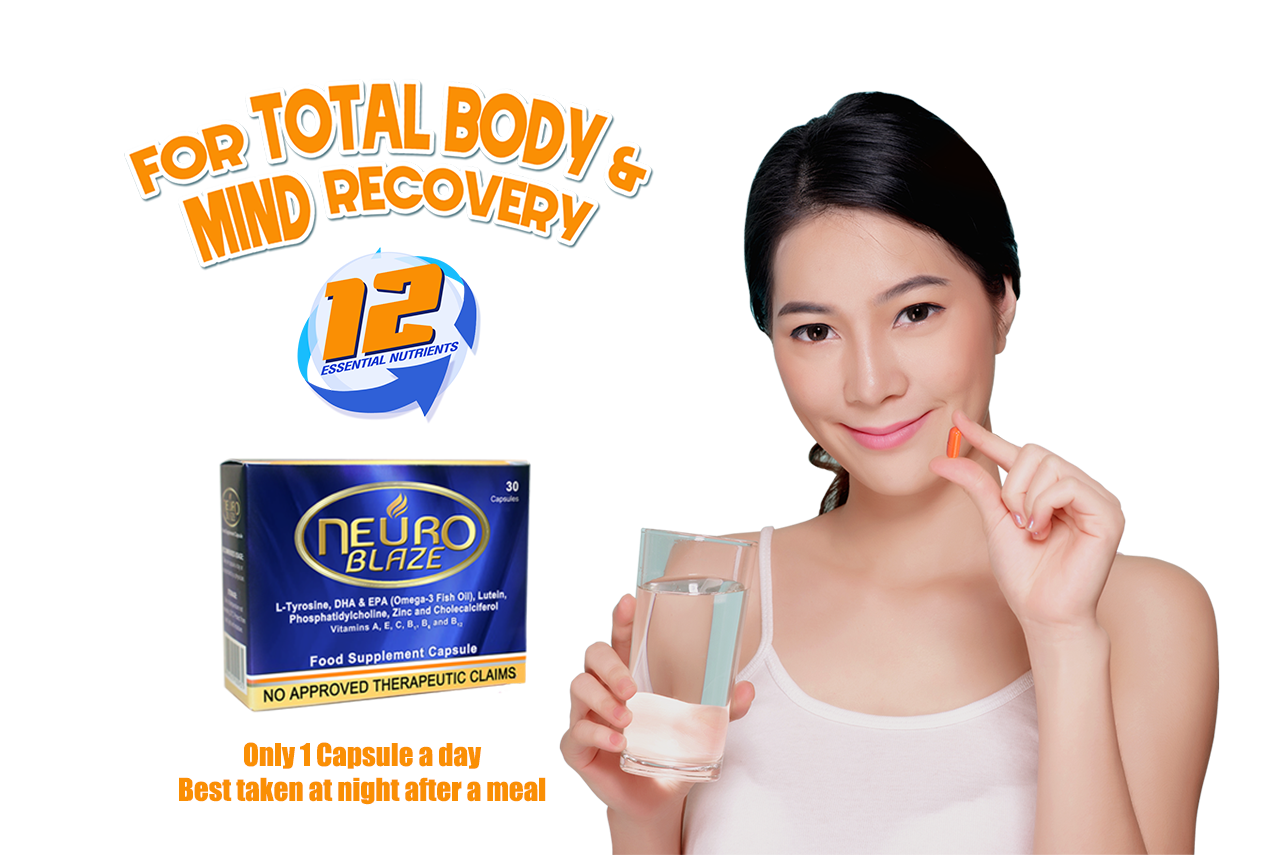 FOR TOTAL BODY &
MIND RECOVERY
12
ESSENTIAL NUTRIENTS
30
Capsules
NEURO
BLAZE
L-Tyrosine, DHA & EPA (Omega-3 Fish Oil), Lutein,
Phosphatidylcholine, Zinc and Cholecalciferol
Vitamins A, E, C, B₁, B₆ and B₁₂
Food Supplement Capsule
NO APPROVED THERAPEUTIC CLAIMS
Only 1 Capsule a day
Best taken at night after a meal